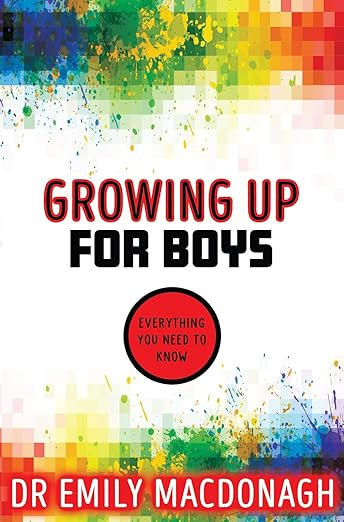 GROWING UP
FOR BOYS
EVERYTHING
YOU NEED TO
KNOW
DR EMILY MACDONAGH